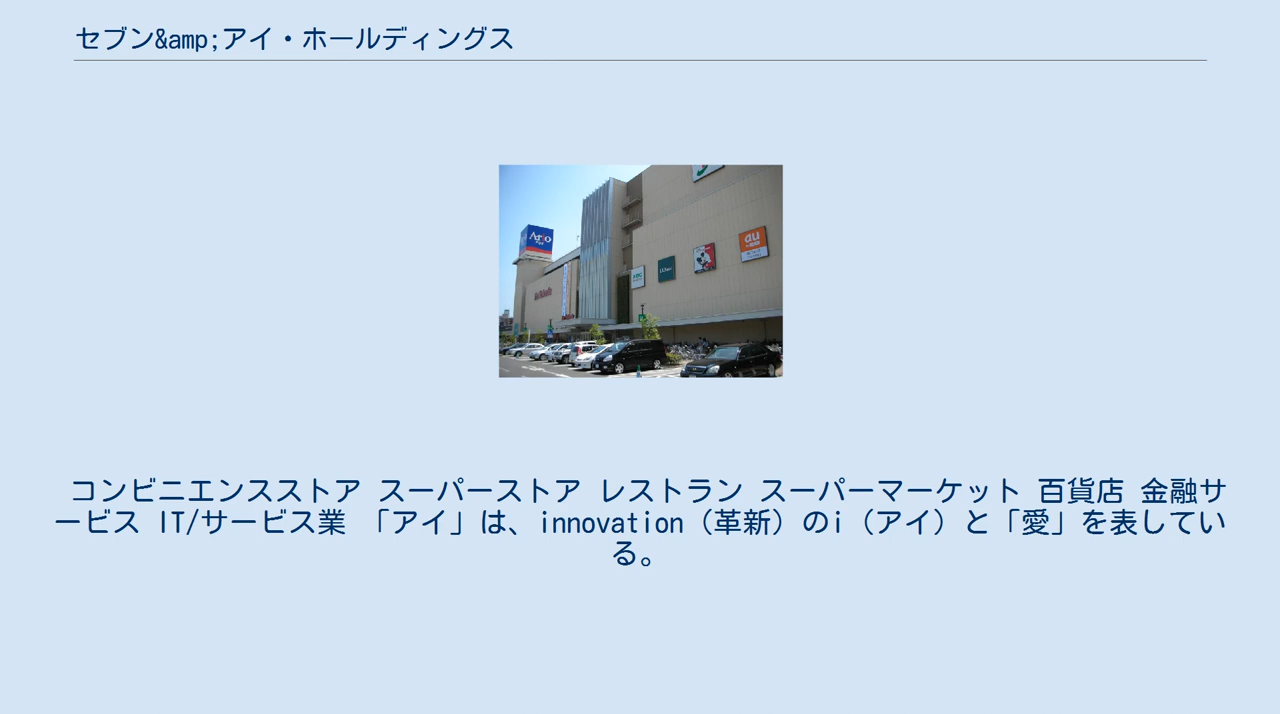 セブン&amp;アイ・ホールディングス
Ario
au
コンビニエンスストア スーパーストア レストラン スーパーマーケット 百貨店 金融サ
ービス IT/サービス業 「アイ」は、innovation（革新）のi（アイ）と「愛」を表してい
る。